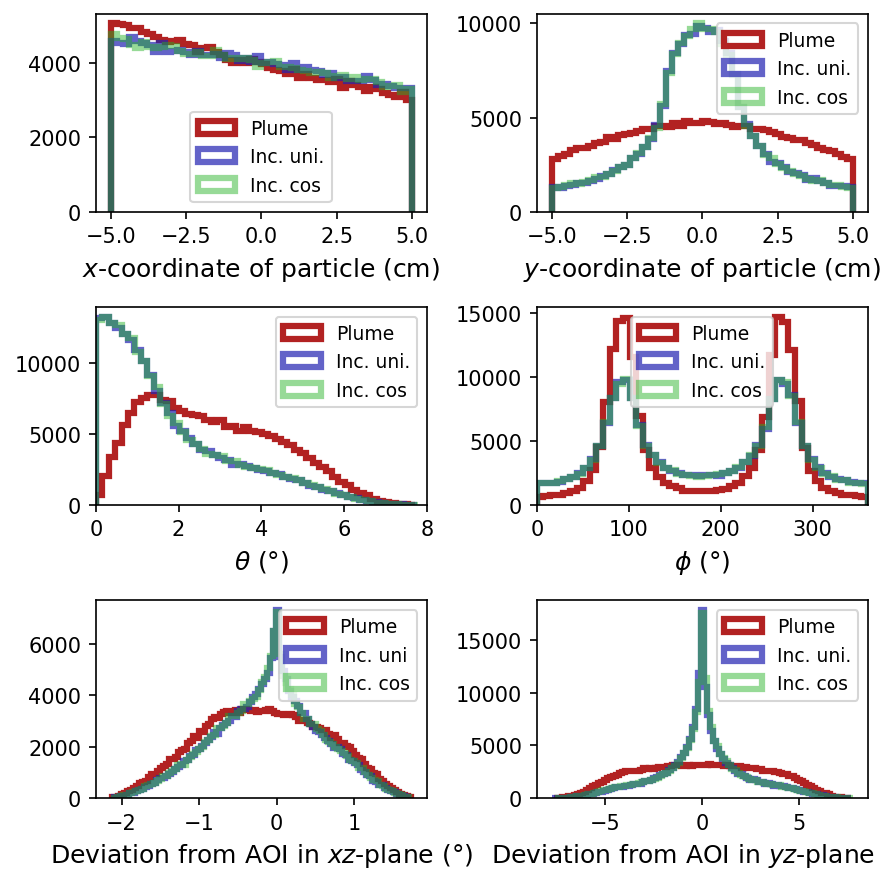 4000
2000
0
Plume
Inc. uni.
Inc. cos
−5.0 −2.5 0.0 2.5 5.0
x-coordinate of particle (cm)
10000
5000
0
Plume
Inc. uni.
Inc. cos
−5.0 −2.5 0.0 2.5 5.0
y-coordinate of particle (cm)
10000
5000
0
Plume
Inc. uni.
Inc. cos
0 2 4 6 8
θ (°)
15000
10000
5000
0
Plume
Inc. uni.
Inc. cos
0 100 200 300
ϕ (°)
6000
4000
2000
0
Plume
Inc. uni
Inc. cos
−2 −1 0 1
Deviation from AOI in xz-plane (°)
15000
10000
5000
0
Plume
Inc. uni.
Inc. cos
−5 0 5
Deviation from AOI in yz-plane